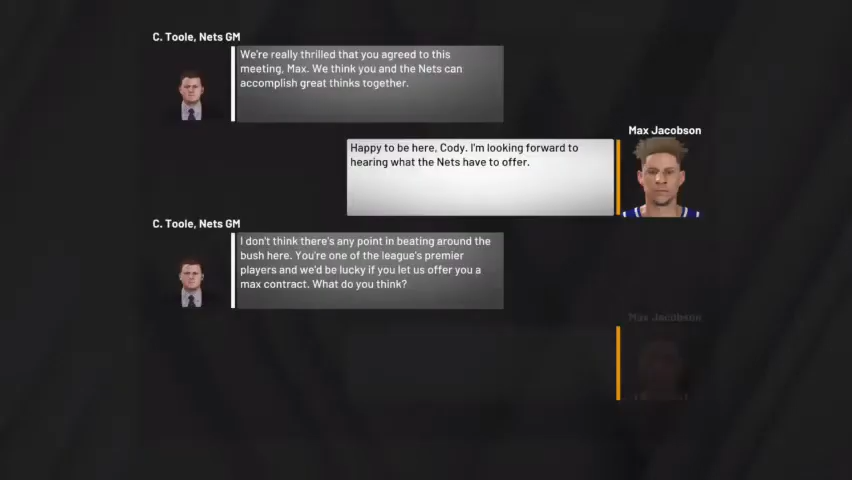 C. Toole, Nets GM
We're really thrilled that you agreed to this
meeting, Max. We think you and the Nets can
accomplish great thinks together.
Max Jacobson
Happy to be here, Cody. I'm looking forward to
hearing what the Nets have to offer.
C. Toole, Nets GM
I don't think there's any point in beating around the
bush here. You're one of the league's premier
players and we'd be lucky if you let us offer you a
max contract. What do you think?
Max Jacobson